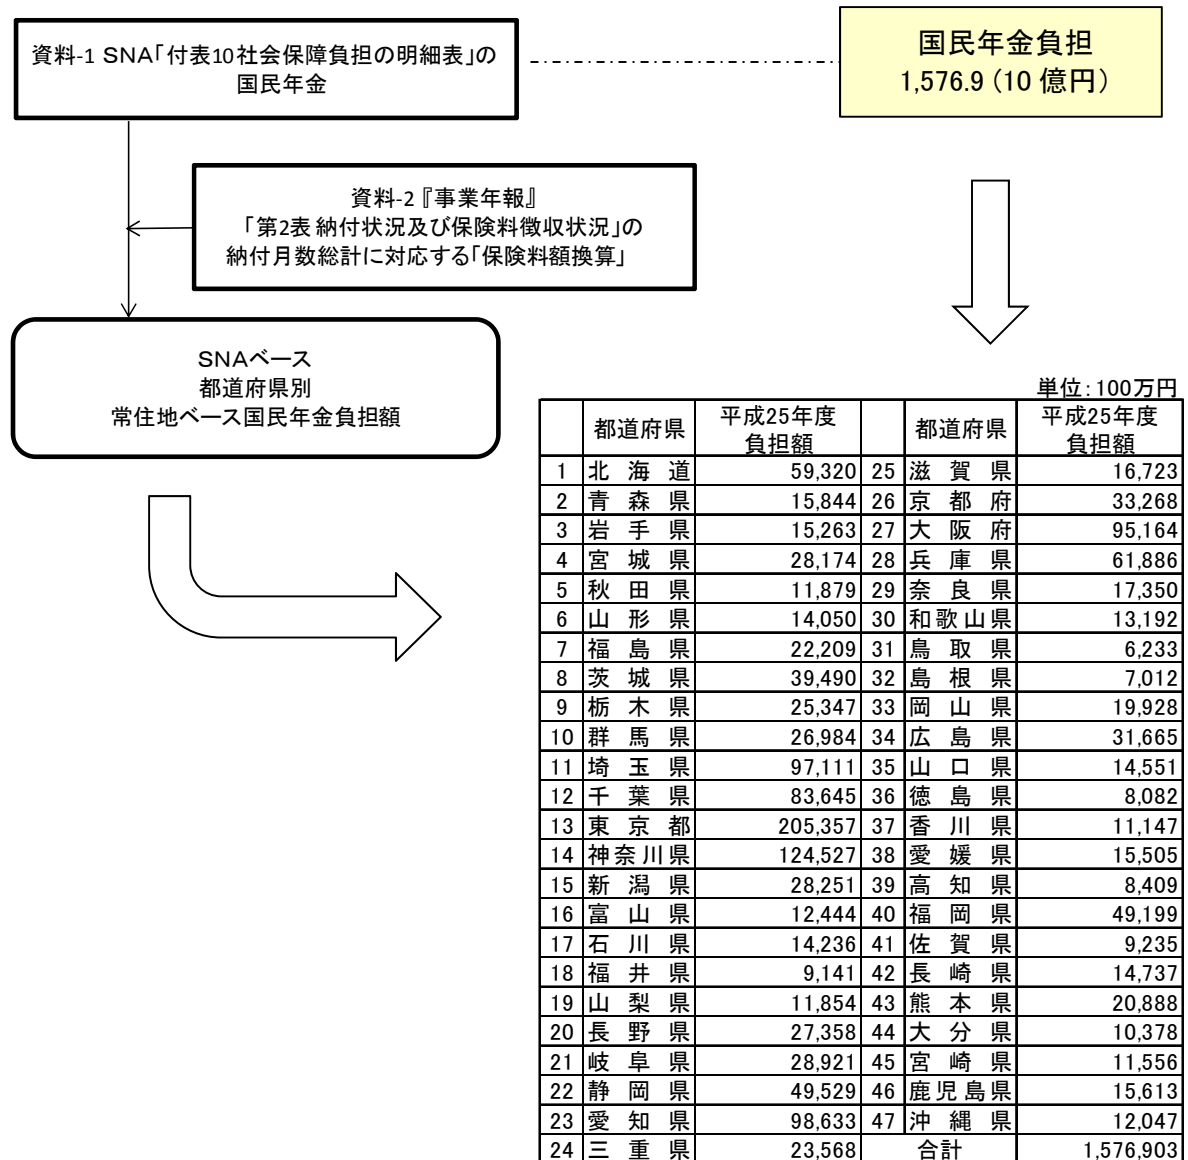 資料-1 SNA「付表10社会保障負担の明細表」の
国民年金
国民年金負担
1,576.9 (10 億円)
資料-2『事業年報』
「第2表 納付状況及び保険料徴収状況」の
納付月数総計に対応する「保険料額換算」
SNAベース
都道府県別
常住地ベース国民年金負担額
単位:100万円
都道府県 平成25年度 負担額 都道府県 平成25年度 負担額
1 北海道 59,320 25 滋賀県 16,723
2 青森県 15,844 26 京都府 33,268
3 岩手県 15,263 27 大阪府 95,164
4 宮城県 28,174 28 兵庫県 61,886
5 秋田県 11,879 29 奈良県 17,350
6 山形県 14,050 30 和歌山県 13,192
7 福島県 22,209 31 鳥取県 6,233
8 茨城県 39,490 32 島根県 7,012
9 栃木県 25,347 33 岡山県 19,928
10 群馬県 26,984 34 広島県 31,665
11 埼玉県 97,111 35 山口県 14,551
12 千葉県 83,645 36 徳島県 8,082
13 東京都 205,357 37 香川県 11,147
14 神奈川県 124,527 38 愛媛県 15,505
15 新潟県 28,251 39 高知県 8,409
16 富山県 12,444 40 福岡県 49,199
17 石川県 14,236 41 佐賀県 9,235
18 福井県 9,141 42 長崎県 14,737
19 山梨県 11,854 43 熊本県 20,888
20 長野県 27,358 44 大分県 10,378
21 岐阜県 28,921 45 宮崎県 11,556
22 静岡県 49,529 46 鹿児島県 15,613
23 愛知県 98,633 47 沖縄県 12,047
24 三重県 23,568 合計 1,576,903